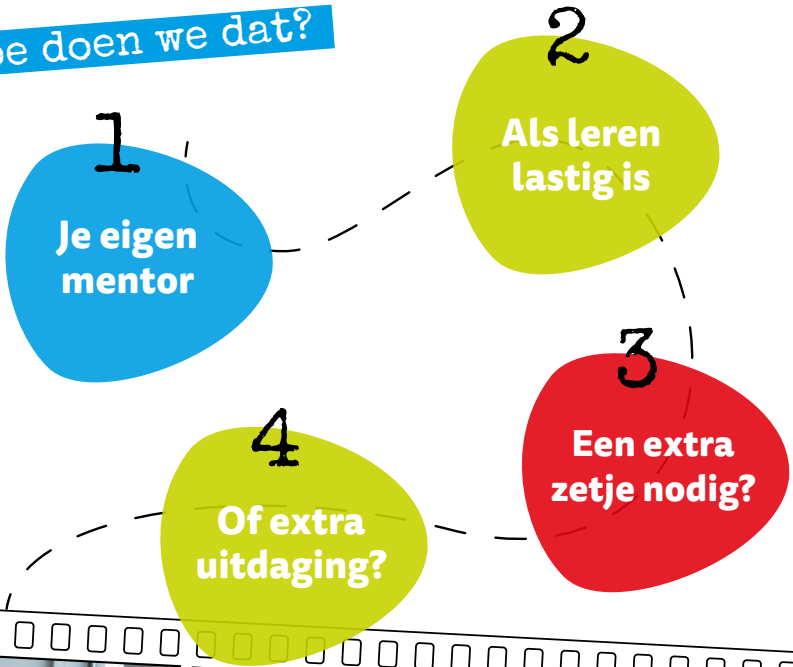 doen we dat?
1
Je eigen
mentor
2
Als leren
lastig is
3
Een extra
zetje nodig?
4
Of extra
uitdaging?